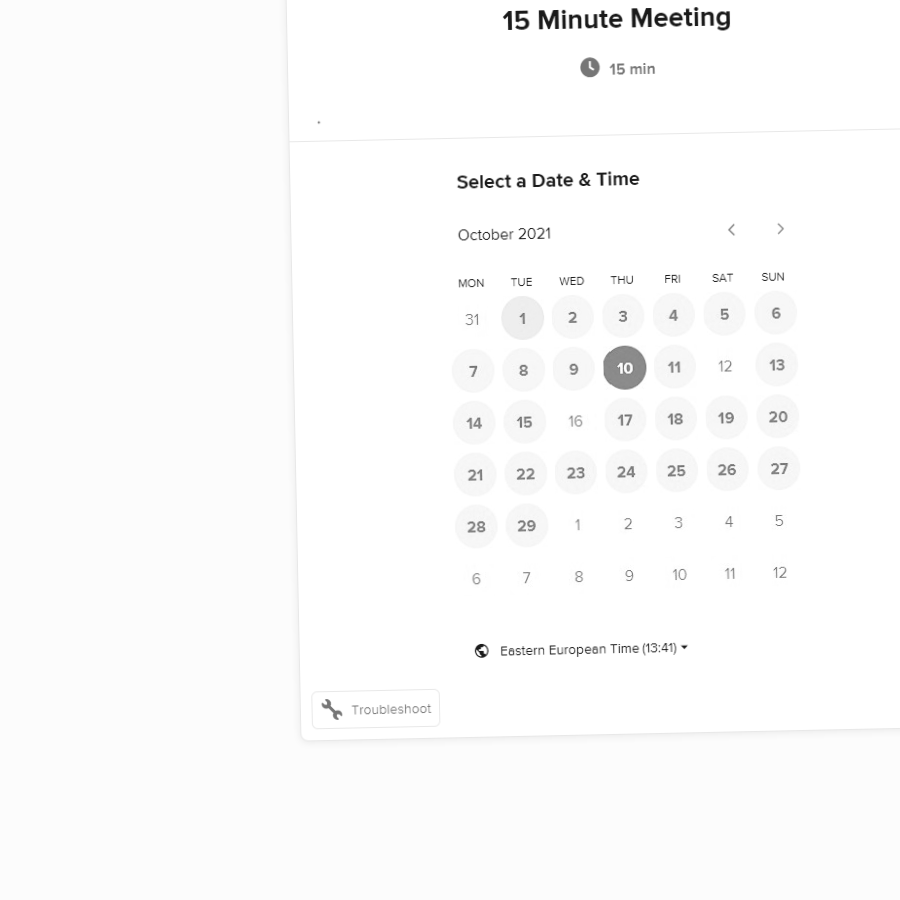 15 Minute Meeting
15 min
Select a Date & Time
October 2021
MON TUE WED THU FRI SAT SUN
31 1 2 3 4 5 6
7 8 9 10 11 12 13
14 15 16 17 18 19 20
21 22 23 24 25 26 27
28 29 1 2 3 4 5
6 7 8 9 10 11 12
Eastern European Time (13:41)
Troubleshoot